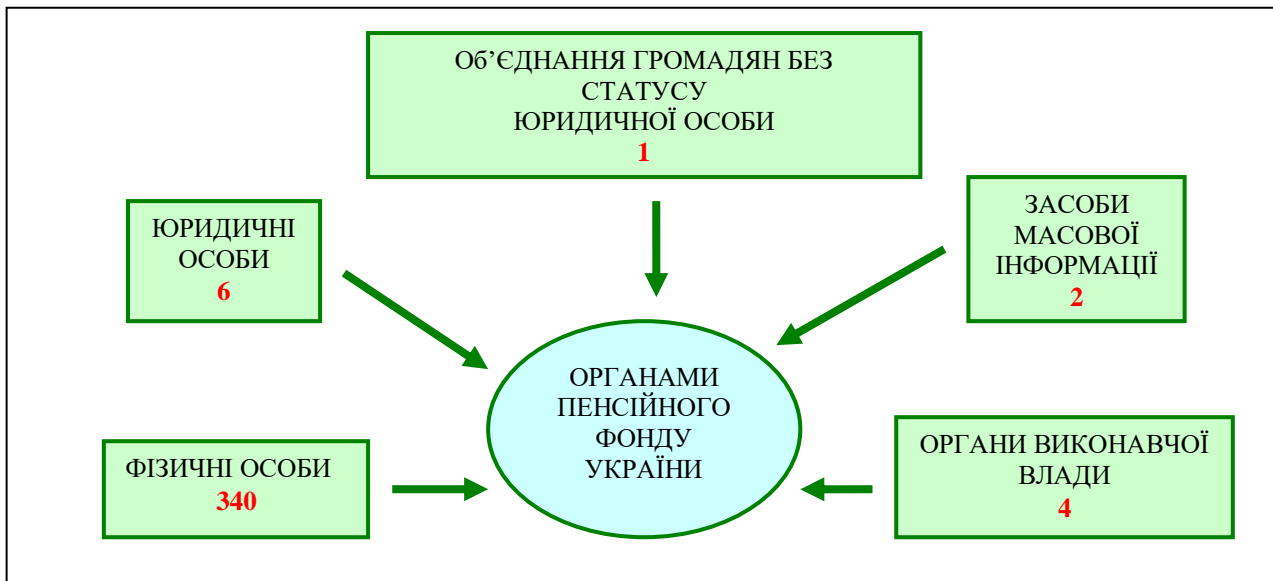 Об’ЄДНАННЯ ГРОМАДЯН БЕЗ
СТАТУСУ
ЮРИДИЧНОЇ ОСОБИ
1
ЮРИДИЧНІ
ОСОБИ
6
ЗАСОБИ
МАСОВОЇ
ІНФОРМАЦІЇ
2
ОРГАНАМИ
ПЕНСІЙНОГО
ФОНДУ
УКРАЇНИ
ФІЗИЧНІ ОСОБИ
340
ОРГАНИ ВИКОНАВЧОЇ
ВЛАДИ
4